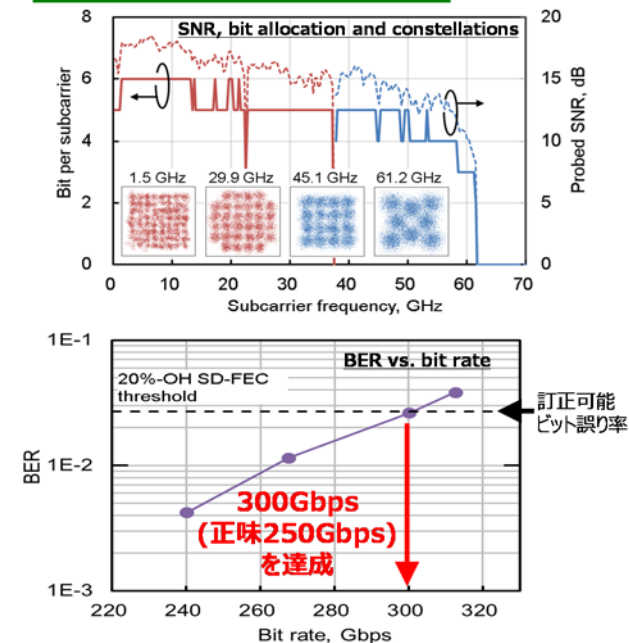 SNR, bit allocation and constellations
8
6
4
2
0
Bit per subcarrier
20
15
10
5
0
Probed SNR, dB
1.5 GHz 29.9 GHz 45.1 GHz 61.2 GHz
0 10 20 30 40 50 60 70
Subcarrier frequency, GHz
BER vs. bit rate
1E-1
1E-2
1E-3
BER
20%-OH SD-FEC
threshold
訂正可能
ビット誤り率
300Gbps
(正味250Gbps)
を達成
220 240 260 280 300 320
Bit rate, Gbps